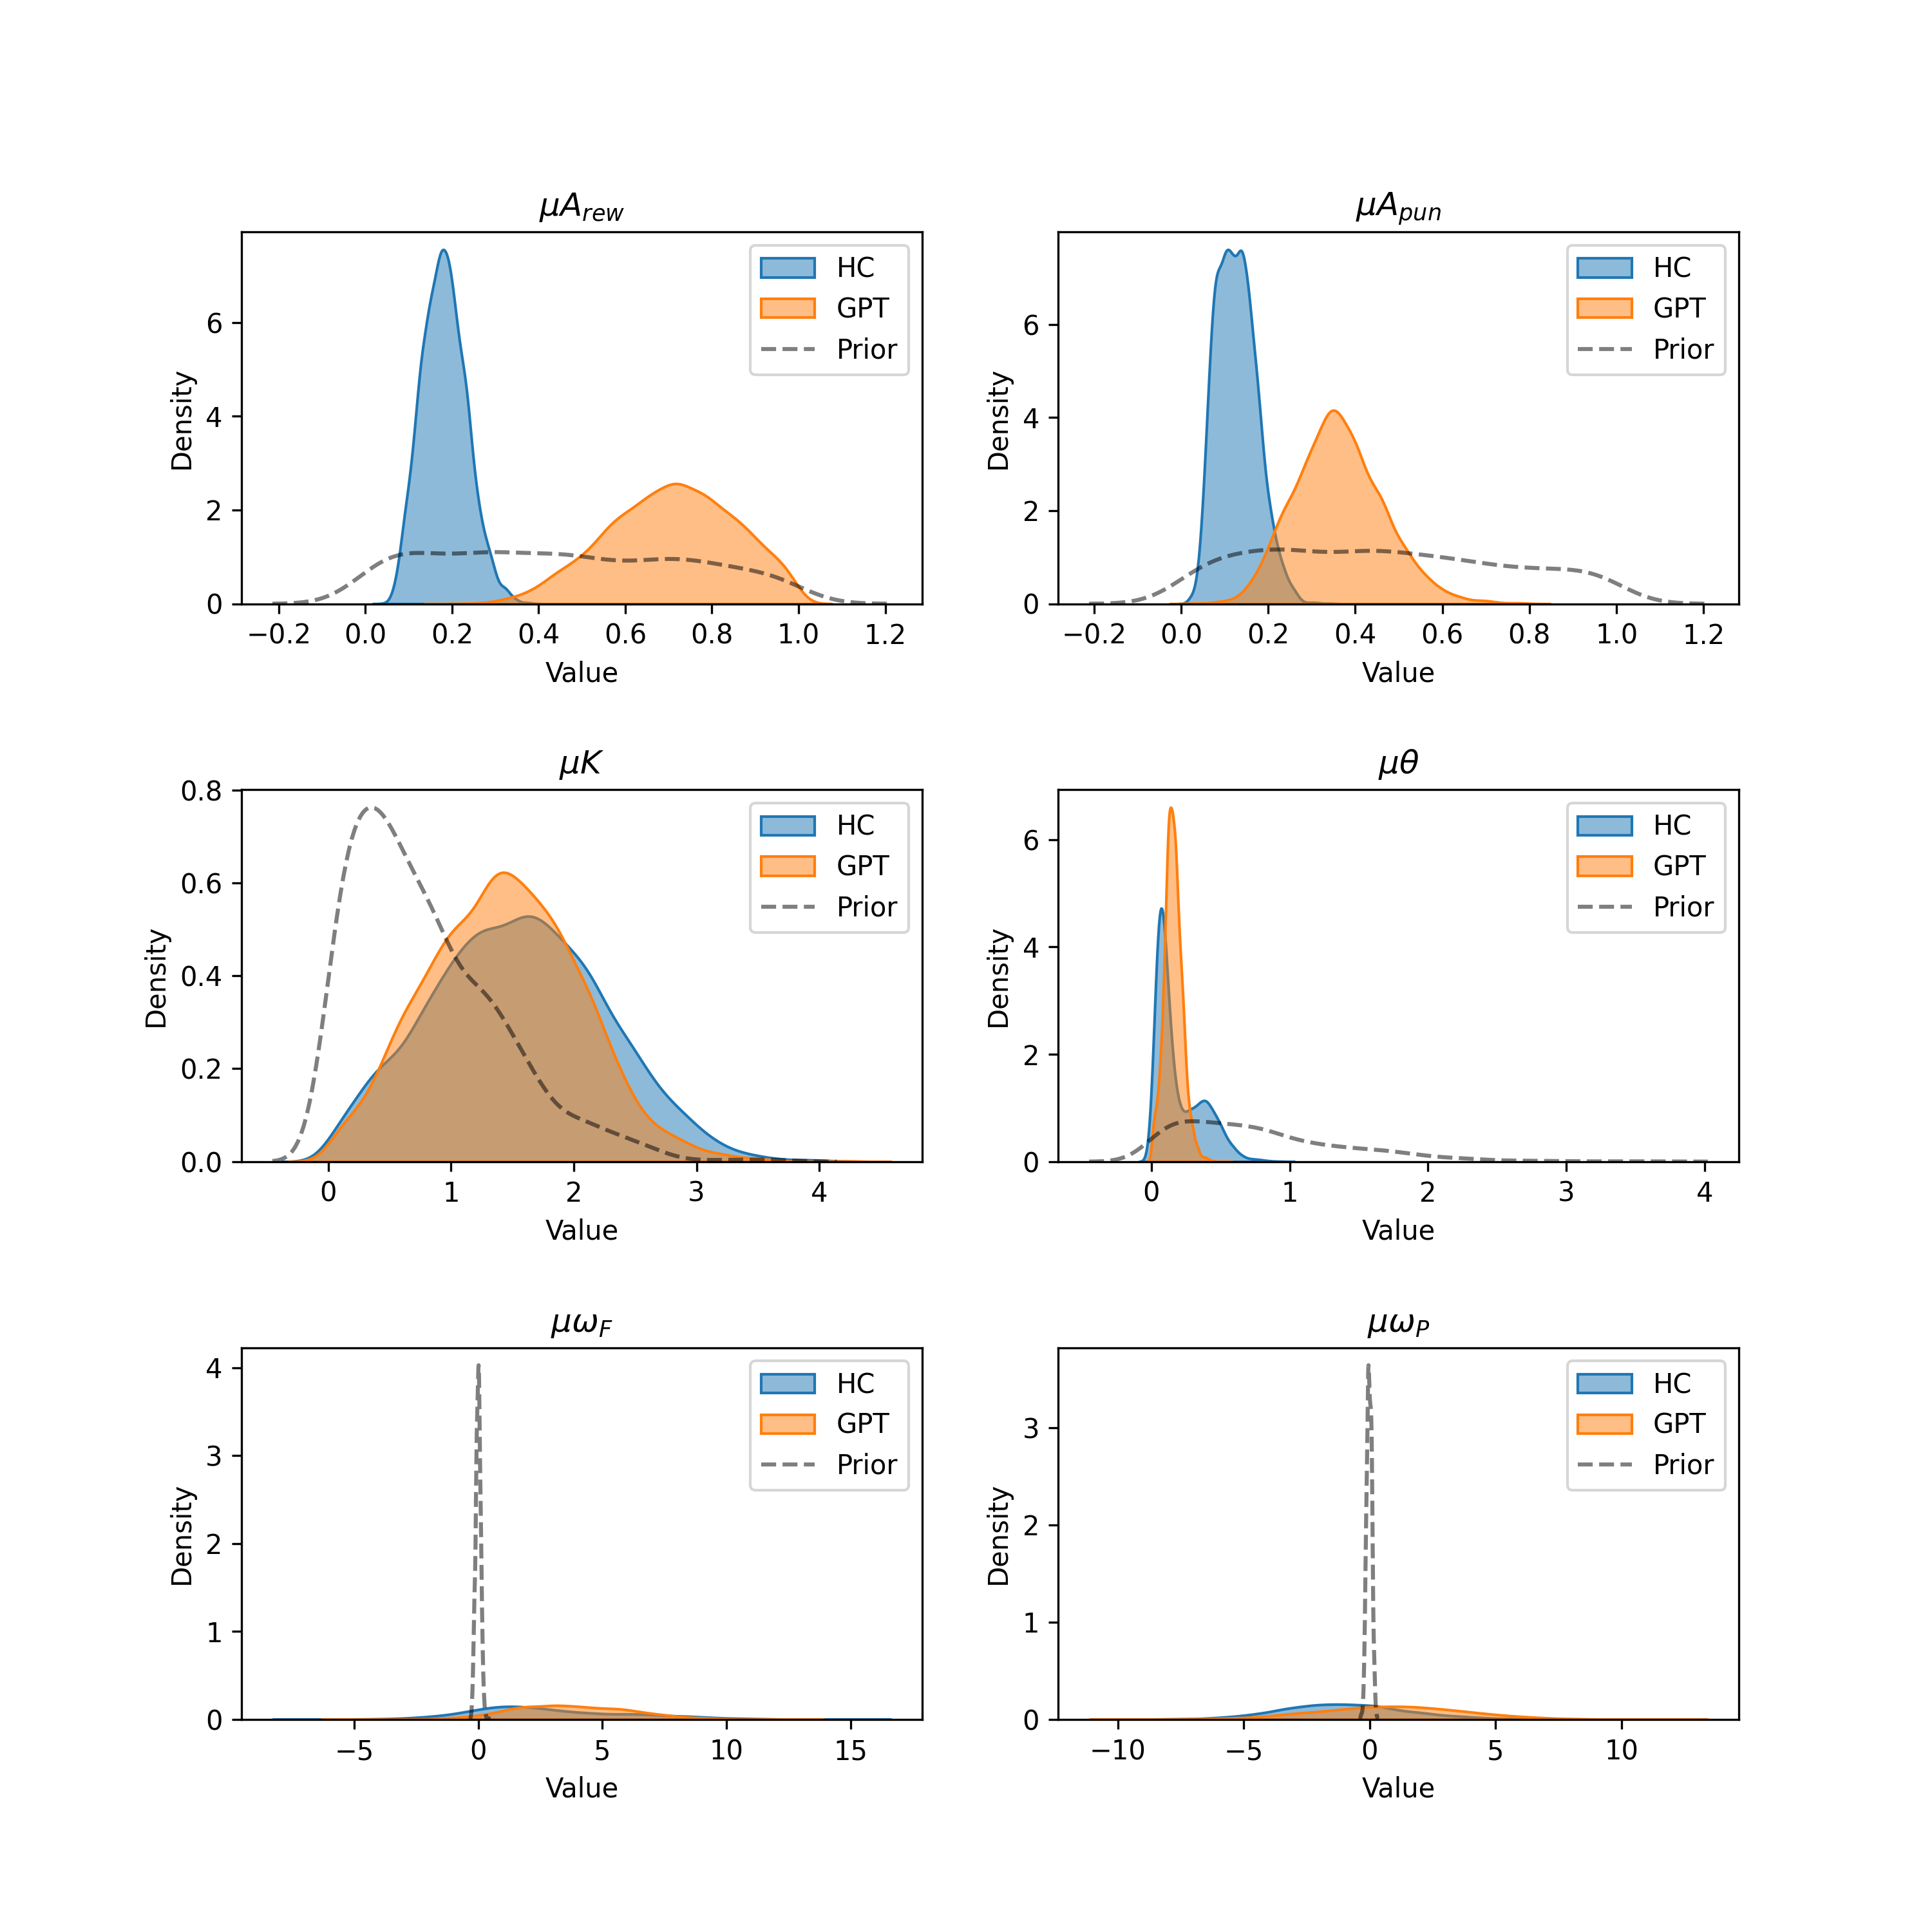 μA_rew
Density
6
4
2
0
HC
GPT
Prior
−0.2 0.0 0.2 0.4 0.6 0.8 1.0 1.2
Value
μA_pun
Density
6
4
2
0
HC
GPT
Prior
−0.2 0.0 0.2 0.4 0.6 0.8 1.0 1.2
Value
μK
Density
0.8
0.6
0.4
0.2
0.0
HC
GPT
Prior
0 1 2 3 4
Value
μθ
Density
6
4
2
0
HC
GPT
Prior
0 1 2 3 4
Value
μω_F
Density
4
3
2
1
0
HC
GPT
Prior
−5 0 5 10 15
Value
μω_P
Density
3
2
1
0
HC
GPT
Prior
−10 −5 0 5 10
Value